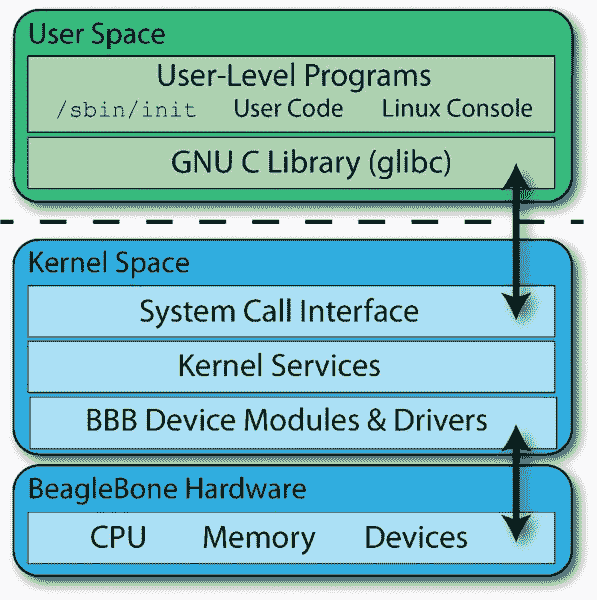 User Space
User-Level Programs
/sbin/init User Code Linux Console
GNU C Library (glibc)
Kernel Space
System Call Interface
Kernel Services
BBB Device Modules & Drivers
BeagleBone Hardware
CPU Memory Devices